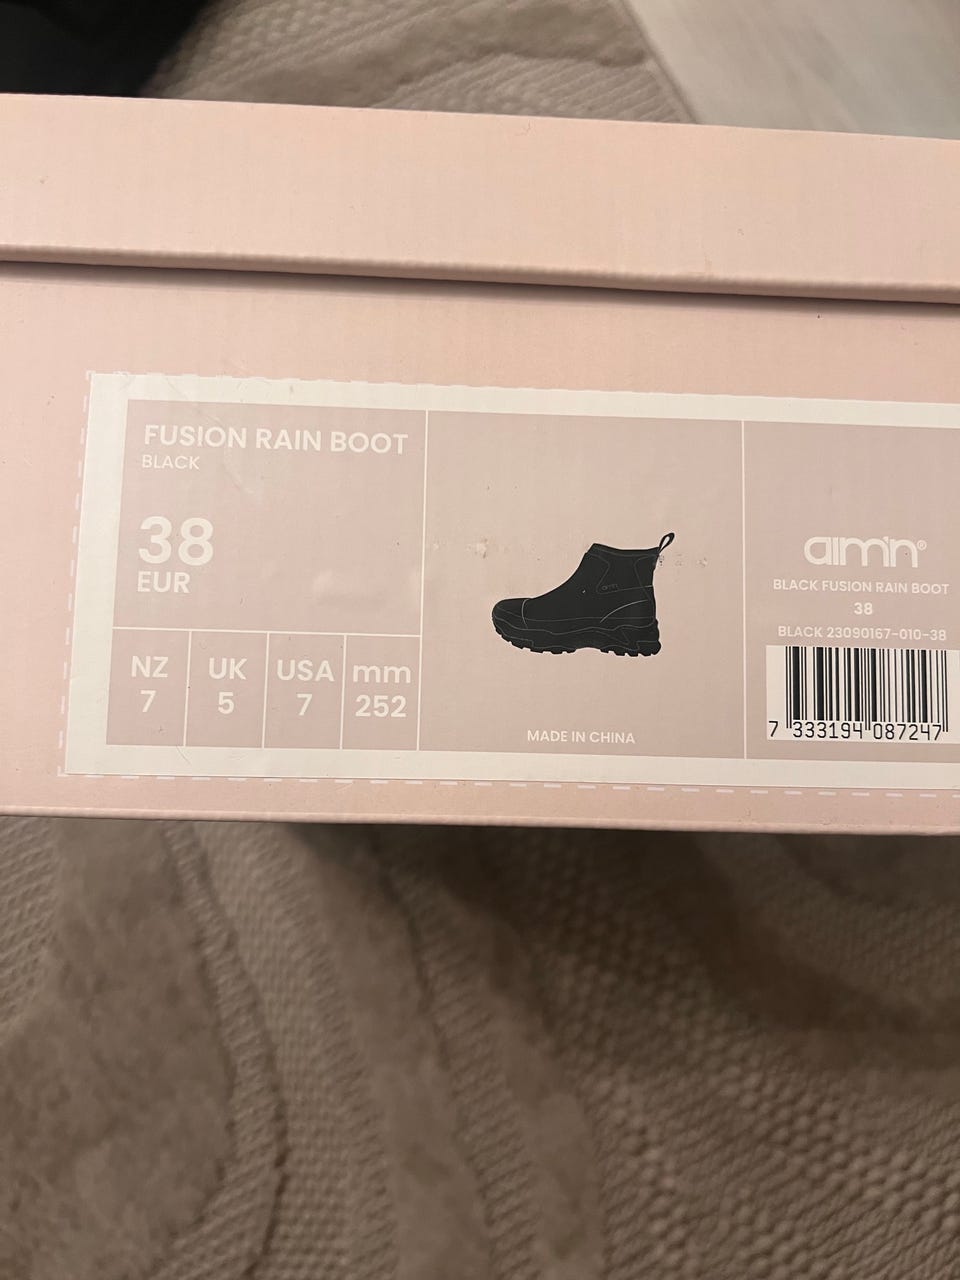 FUSION RAIN BOOT
BLACK
38
EUR
NZ UK USA mm
7 5 7 252
MADE IN CHINA
aim'n®
BLACK FUSION RAIN BOOT
38
BLACK 23090167-010-38
7 333194 087247